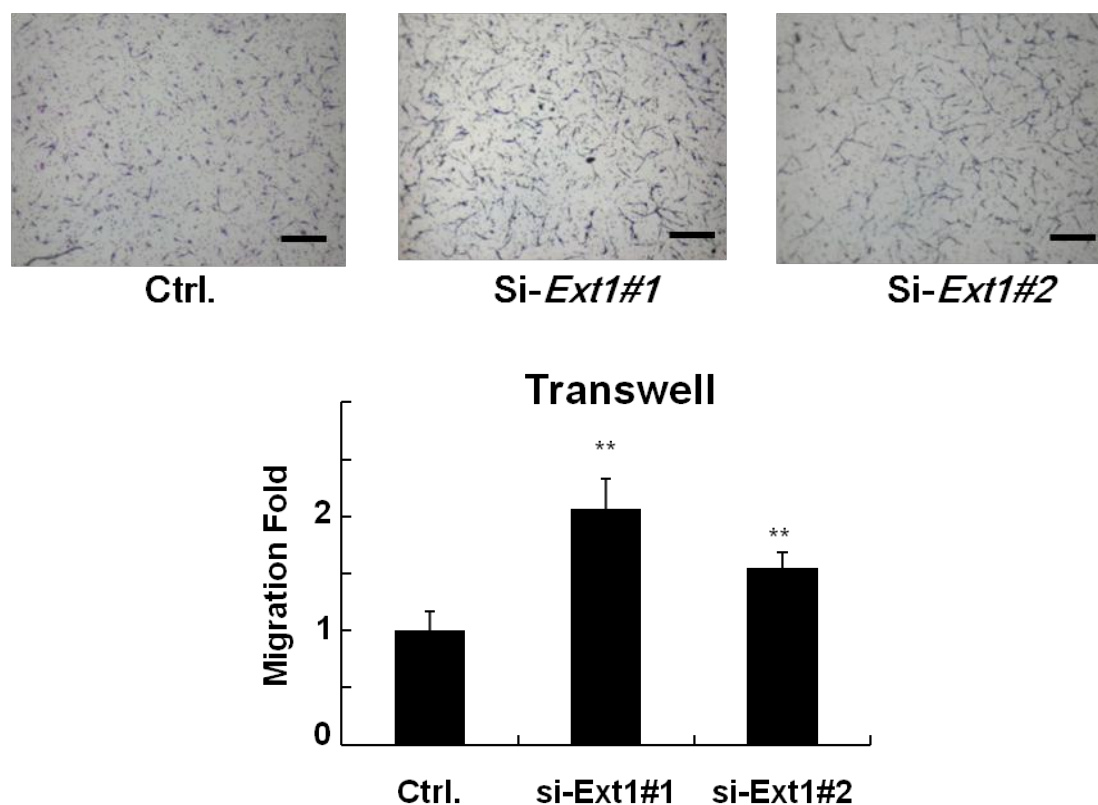 Ctrl.
Si-Ext1#1
Si-Ext1#2
Transwell
Migration Fold
2
1
0
**
**
Ctrl.
si-Ext1#1
si-Ext1#2